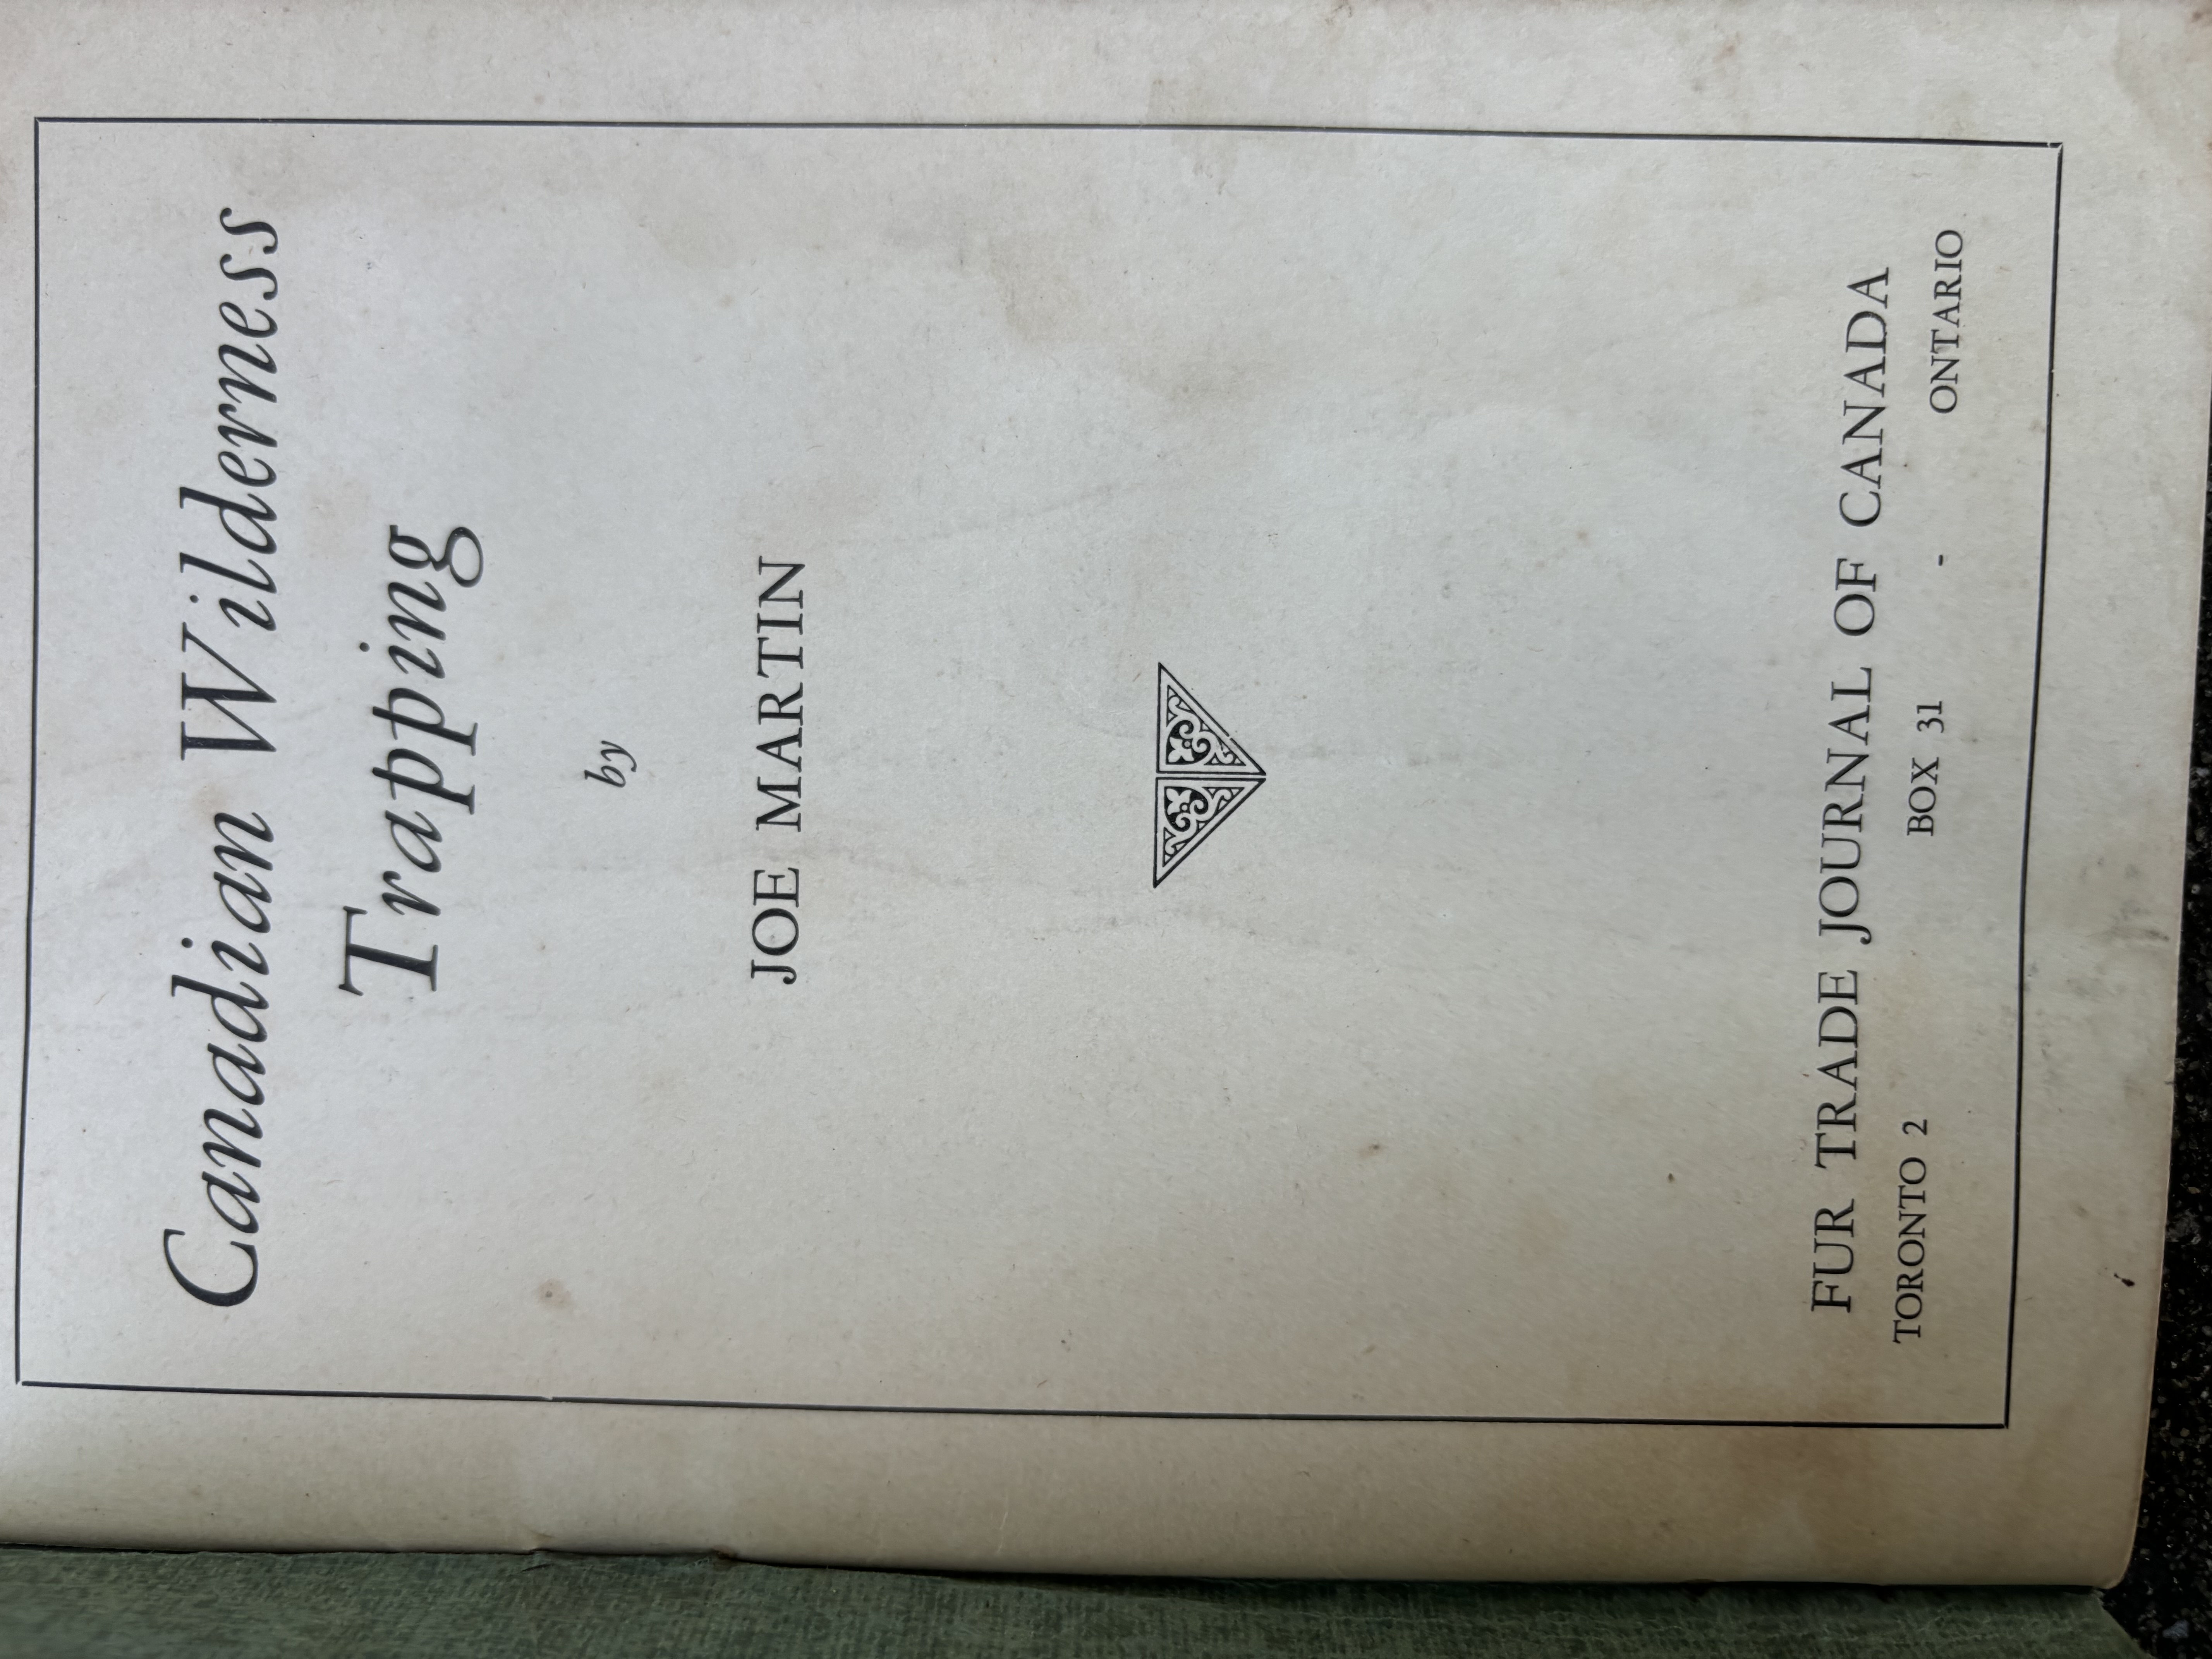 Canadian Wilderness
Trapping
by
JOE MARTIN
FUR TRADE JOURNAL OF CANADA
TORONTO 2 BOX 31 - ONTARIO